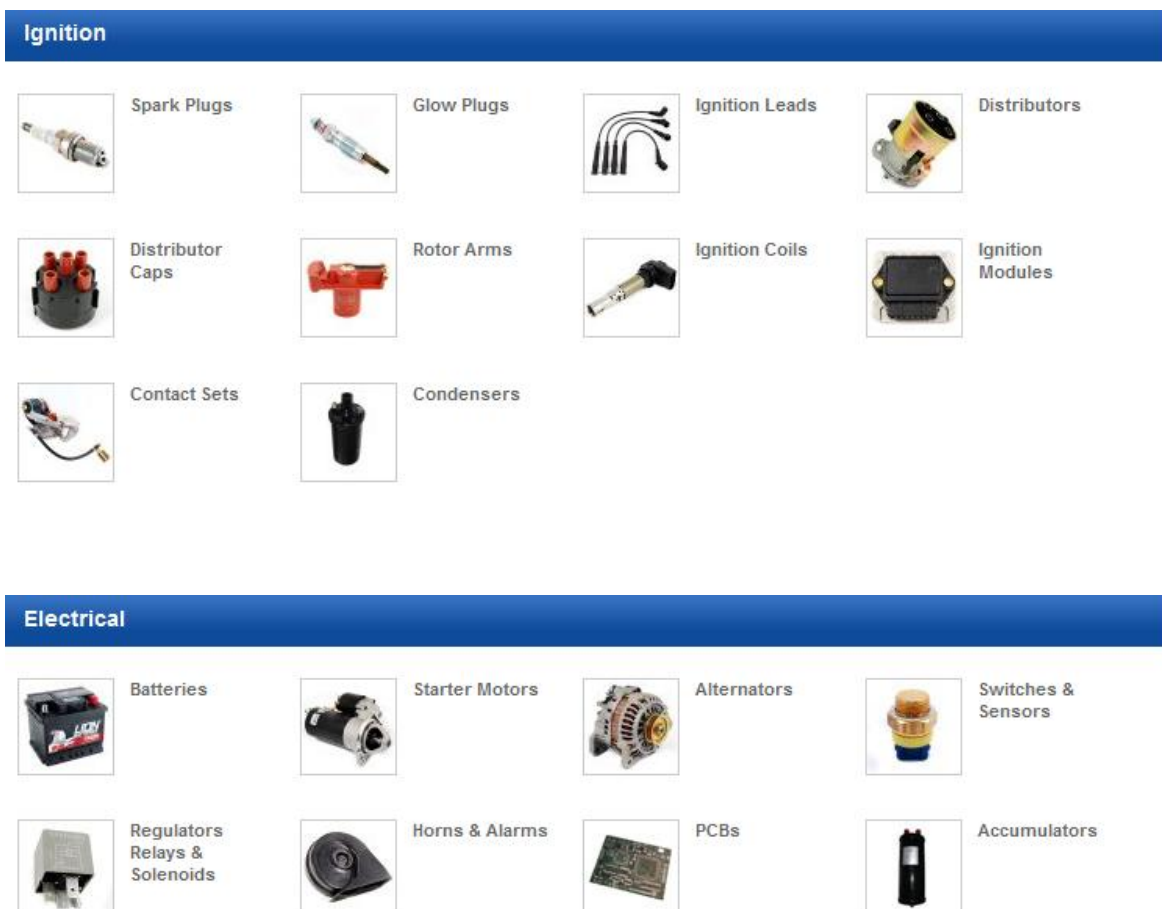 Ignition
Spark Plugs
Glow Plugs
Ignition Leads
Distributors
Distributor
Caps
Rotor Arms
Ignition Coils
Ignition
Modules
Contact Sets
Condensers
Electrical
Batteries
Starter Motors
Alternators
Switches &
Sensors
LION
Regulators
Relays &
Solenoids
Horns & Alarms
PCBs
Accumulators